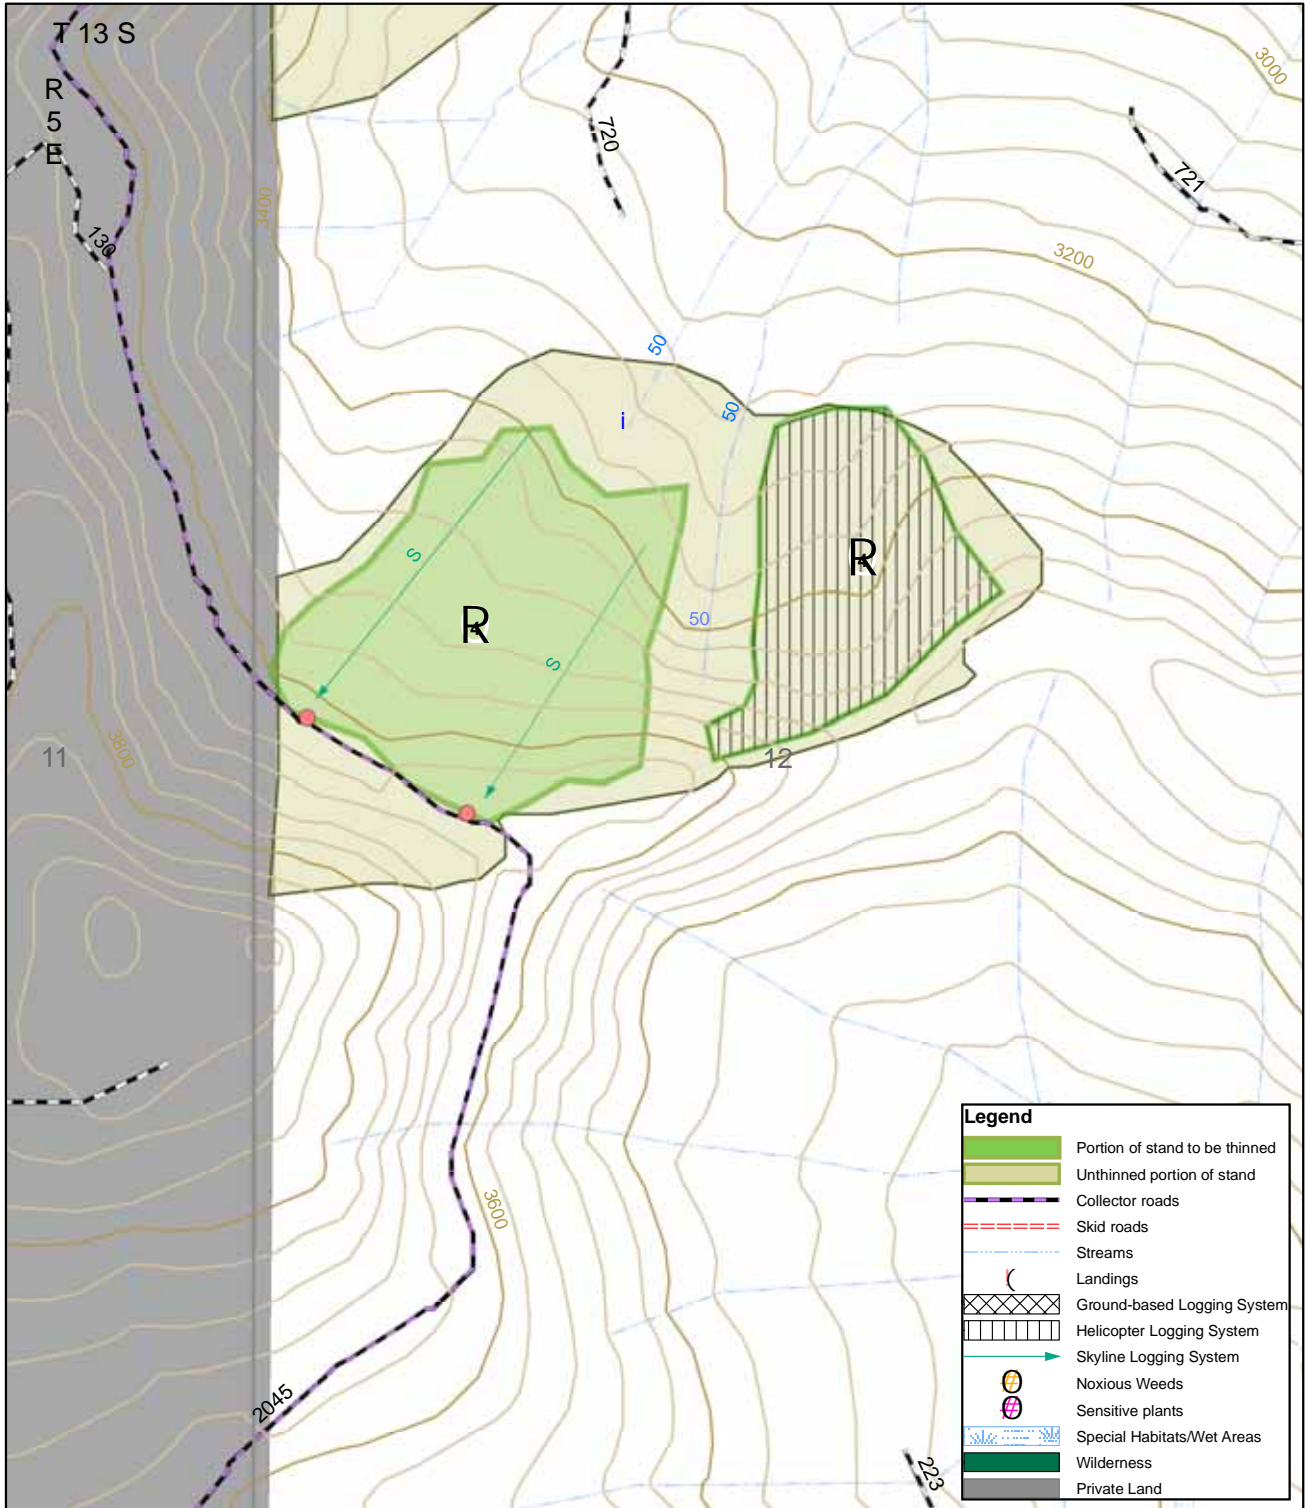 T 13 S
R
5
E
130
3400
720
721
3000
3200
50
50
i
S
R
4
S
R
4
50
11
3800
12
3600
2045
223
Legend
Portion of stand to be thinned
Unthinned portion of stand
Collector roads
Skid roads
Streams
Landings
Ground-based Logging System
Helicopter Logging System
Skyline Logging System
Noxious Weeds
Sensitive plants
Special Habitats/Wet Areas
Wilderness
Private Land